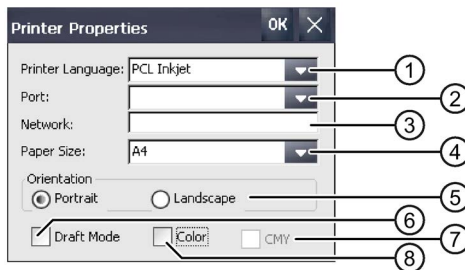 Printer Properties OK
Printer Language: PCL Inkjet 1
Port: 2
Network: 3
Paper Size: A4 4
Orientation
Portrait Landscape 5
6
Draft Mode Color CMY 7
8